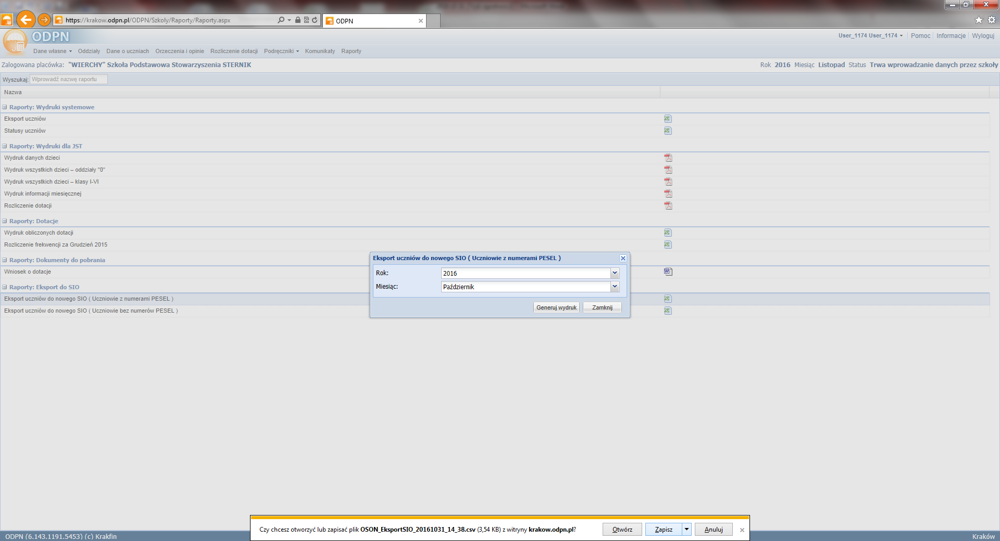 https://krakow.odpn.pl/ODPN/Szkoly/Raporty/Raporty.aspx
ODPN
ODPN
User_1174 User_1174 Pomoc Informacje Wyloguj
Dane własne Oddziały Dane o uczniach Orzeczenia i opinie Rozliczenie dotacji Podręczniki Komunikaty Raporty
Zalogowana placówka: "WIERCHY" Szkoła Podstawowa Stowarzyszenia STERNIK
Rok 2016 Miesiąc Listopad Status Trwa wprowadzanie danych przez szkoły
Wyszukaj: Wprowadź nazwę raportu
Nazwa
Raporty: Wydruki systemowe
Eksport uczniów
Statusy uczniów
Raporty: Wydruki dla JST
Wydruk danych dzieci
Wydruk wszystkich dzieci – oddziały "0"
Wydruk wszystkich dzieci – klasy I-VI
Wydruk informacji miesięcznej
Rozliczenie dotacji
Raporty: Dotacje
Wydruk obliczonych dotacji
Rozliczenie frekwencji za Grudzień 2015
Raporty: Dokumenty do pobrania
Wniosek o dotacje
Raporty: Eksport do SIO
Eksport uczniów do nowego SIO ( Uczniowie z numerami PESEL )
Eksport uczniów do nowego SIO ( Uczniowie bez numerów PESEL )
Eksport uczniów do nowego SIO ( Uczniowie z numerami PESEL )
Rok: 2016
Miesiąc: Październik
Generuj wydruk Zamknij
Czy chcesz otworzyć lub zapisać plik OSON_EksportSIO_20161031_14_38.csv (3,54 KB) z witryny krakow.odpn.pl?
Otwórz Zapisz Anuluj
ODPN (6.143.1191.5453) (c) Krakfin
Kraków